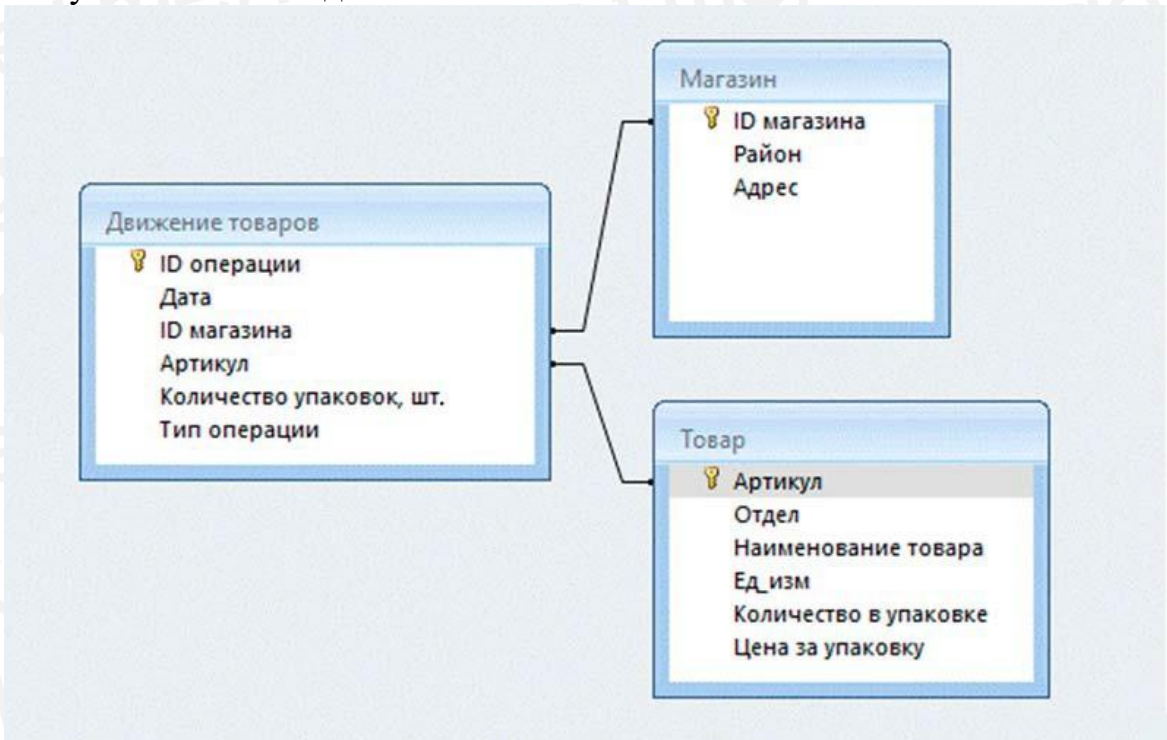 Движение товаров
ID операции
Дата
ID магазина
Артикул
Количество упаковок, шт.
Тип операции
Магазин
ID магазина
Район
Адрес
Товар
Артикул
Отдел
Наименование товара
Ед_изм
Количество в упаковке
Цена за упаковку